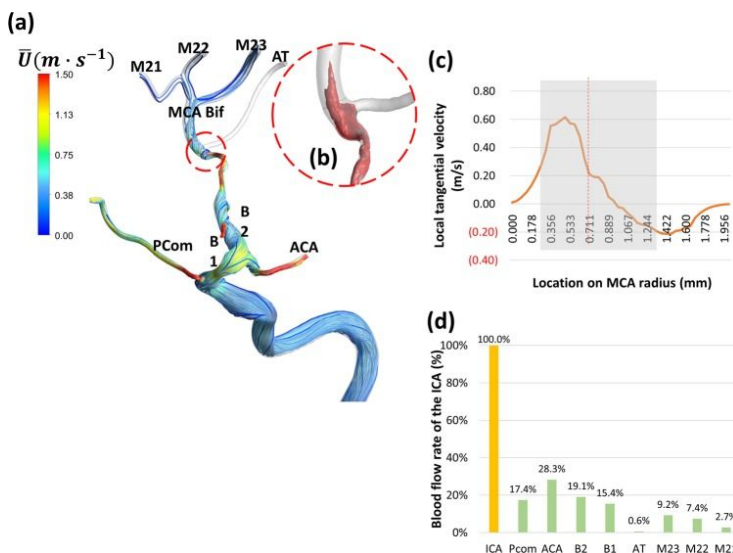 (a)
Ū(m · s⁻¹)
1.50
1.13
0.75
0.38
0.00
M21
M22
M23
AT
MCA Bif
(b)
B
2
B
1
PCom
ACA
(c)
Local tangential velocity
(m/s)
0.80
0.60
0.40
0.20
0.00
(0.20)
(0.40)
0.000
0.178
0.356
0.533
0.711
0.889
1.067
1.244
1.422
1.600
1.778
1.956
Location on MCA radius (mm)
(d)
Blood flow rate of the ICA (%)
100%
80%
60%
40%
20%
0%
100.0%
17.4%
28.3%
19.1%
15.4%
0.6%
9.2%
7.4%
2.7%
ICA Pcom ACA B2 B1 AT M23 M22